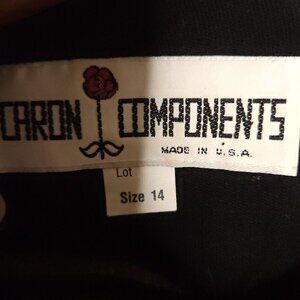 CARON COMPONENTS
MADE IN U.S.A.
Lot
Size 14